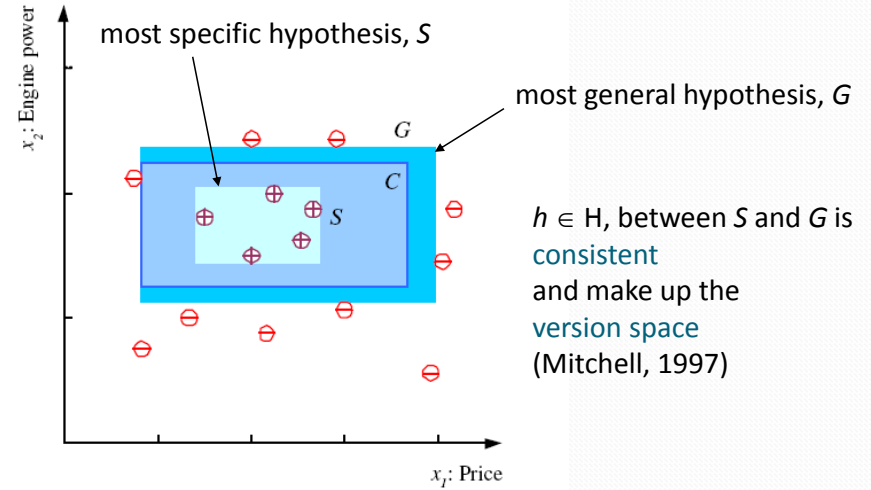 most specific hypothesis, S
most general hypothesis, G
x2: Engine power
G
C
S
h ∈ H, between S and G is
consistent
and make up the
version space
(Mitchell, 1997)
x1: Price